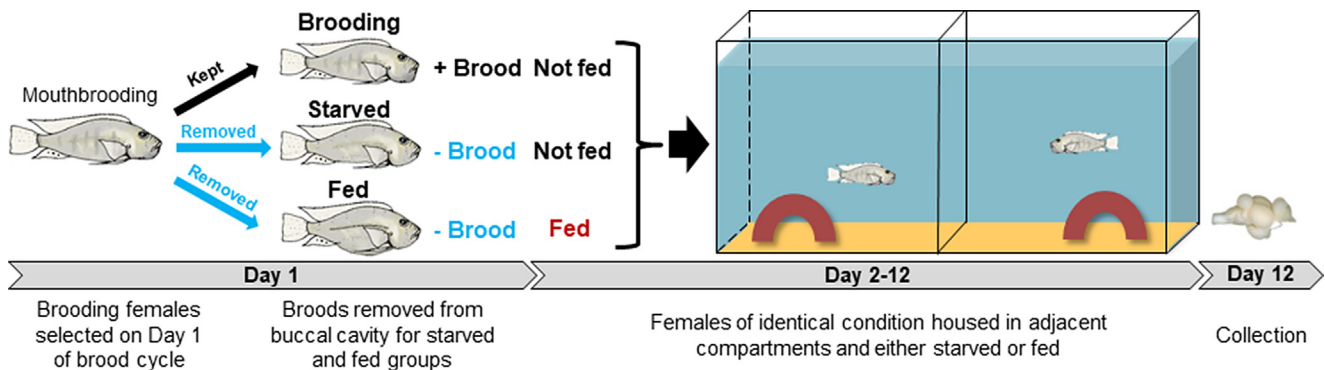 Brooding
Mouthbrooding
Kept
+ Brood Not fed
Starved
Removed
- Brood Not fed
Removed
Fed
- Brood Fed
Day 1
Day 2-12
Day 12
Brooding females
selected on Day 1
of brood cycle
Broods removed from
buccal cavity for starved
and fed groups
Females of identical condition housed in adjacent
compartments and either starved or fed
Collection